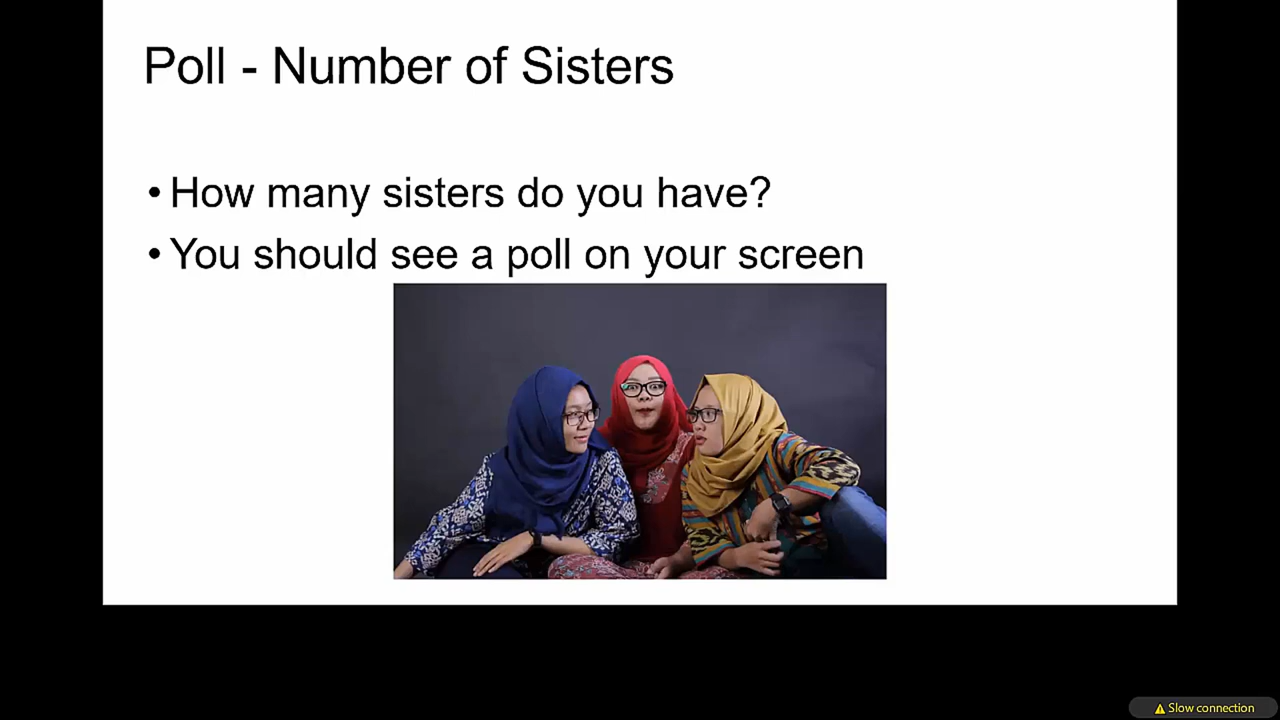 Poll - Number of Sisters
• How many sisters do you have?
• You should see a poll on your screen
Slow connection